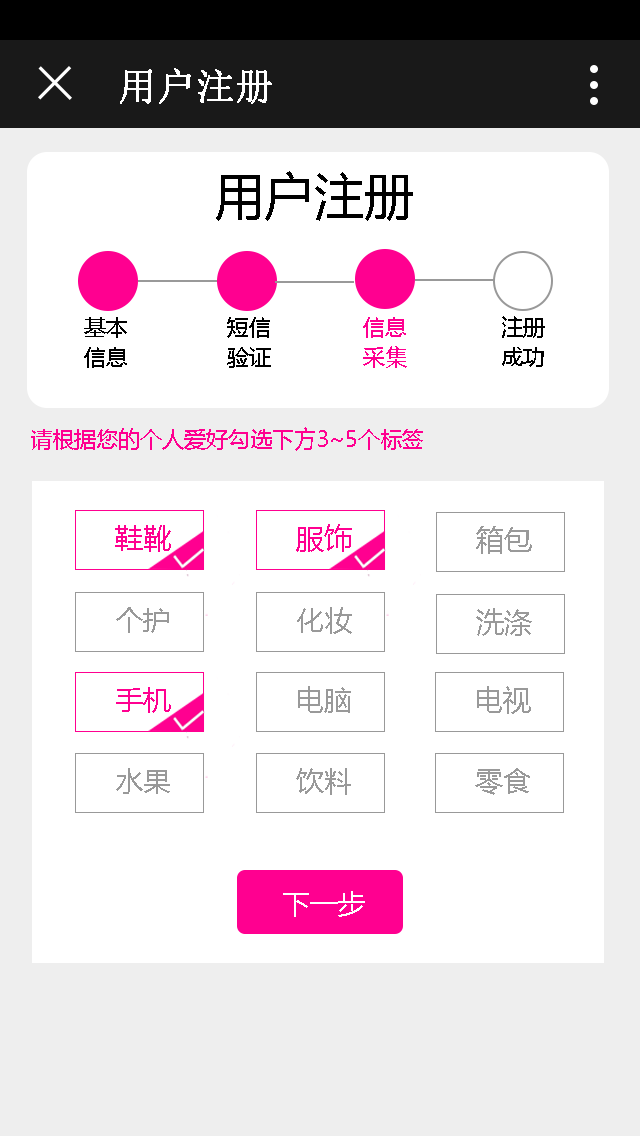 用户注册
用户注册
基本 短信 信息 注册
信息 验证 采集 成功
请根据您的个人爱好勾选下方3~5个标签
鞋靴 服饰 箱包
个护 化妆 洗涤
手机 电脑 电视
水果 饮料 零食
下一步